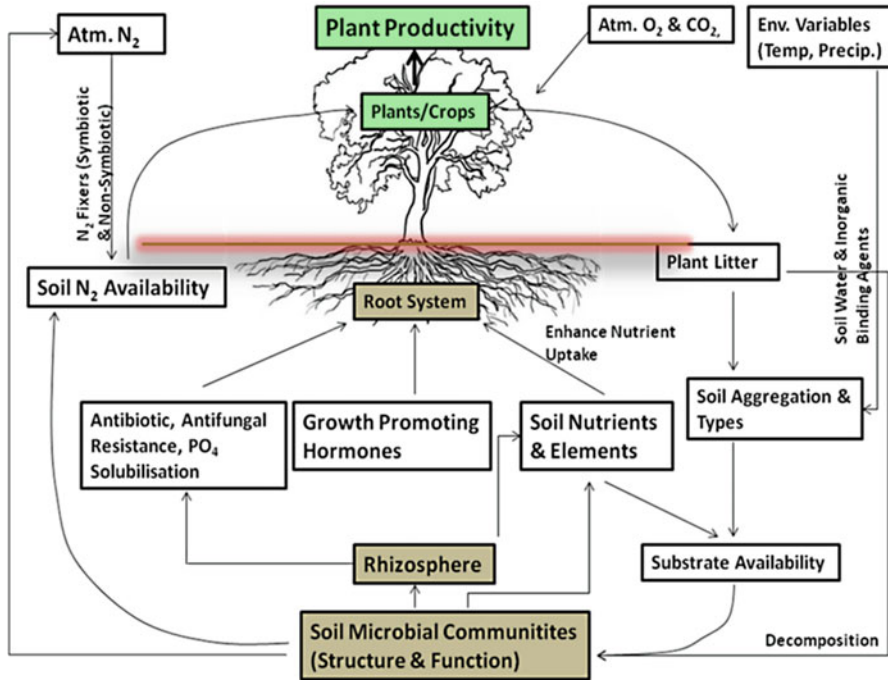 Atm. N₂
Plant Productivity
Atm. O₂ & CO₂,
Env. Variables
(Temp, Precip.)
Plants/Crops
N₂ Fixers (Symbiotic
& Non-Symbiotic)
Soil N₂ Availability
Root System
Plant Litter
Soil Water & Inorganic
Binding Agents
Enhance Nutrient
Uptake
Antibiotic, Antifungal
Resistance, PO₄
Solubilisation
Growth Promoting
Hormones
Soil Nutrients
& Elements
Soil Aggregation &
Types
Rhizosphere
Substrate Availability
Soil Microbial Communitites
(Structure & Function)
Decomposition